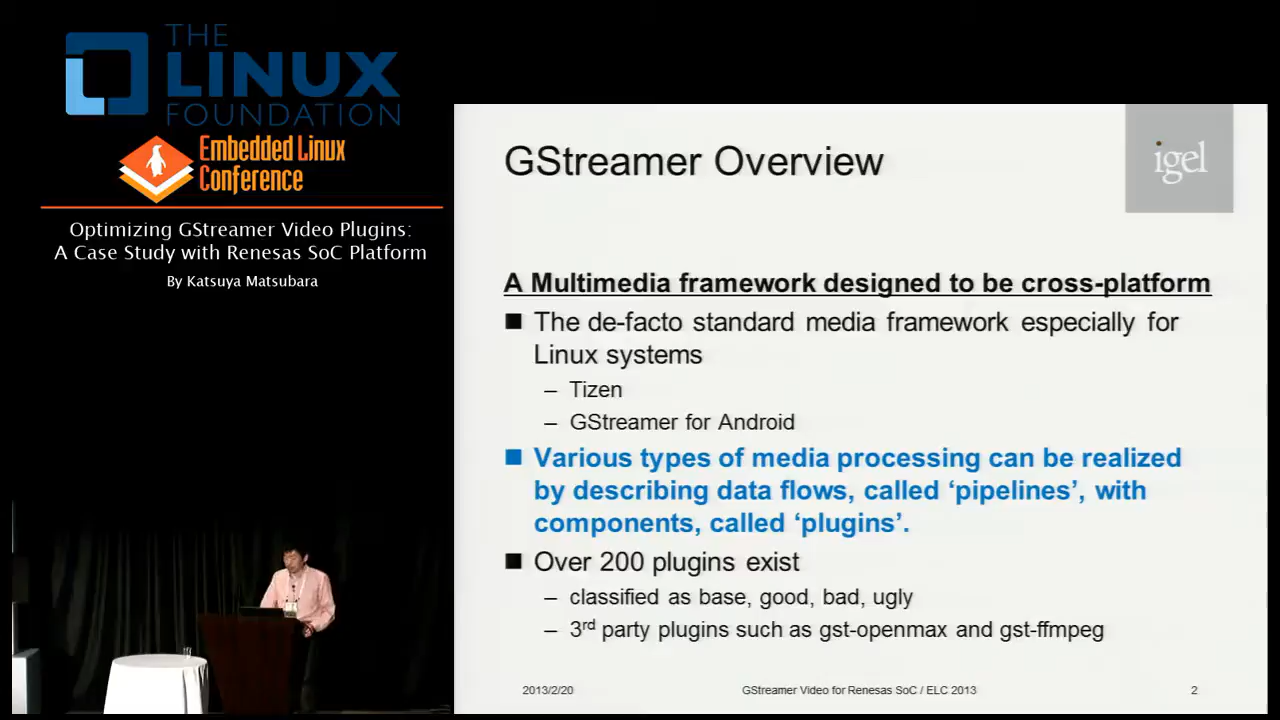 THE
LINUX
FOUNDATION
Embedded Linux
Conference
Optimizing GStreamer Video Plugins:
A Case Study with Renesas SoC Platform
By Katsuya Matsubara
GStreamer Overview
igel
A Multimedia framework designed to be cross-platform
■ The de-facto standard media framework especially for
Linux systems
– Tizen
– GStreamer for Android
■ Various types of media processing can be realized
by describing data flows, called ‘pipelines’, with
components, called ‘plugins’.
■ Over 200 plugins exist
– classified as base, good, bad, ugly
– 3rd party plugins such as gst-openmax and gst-ffmpeg
2013/2/20
GStreamer Video for Renesas SoC / ELC 2013
2